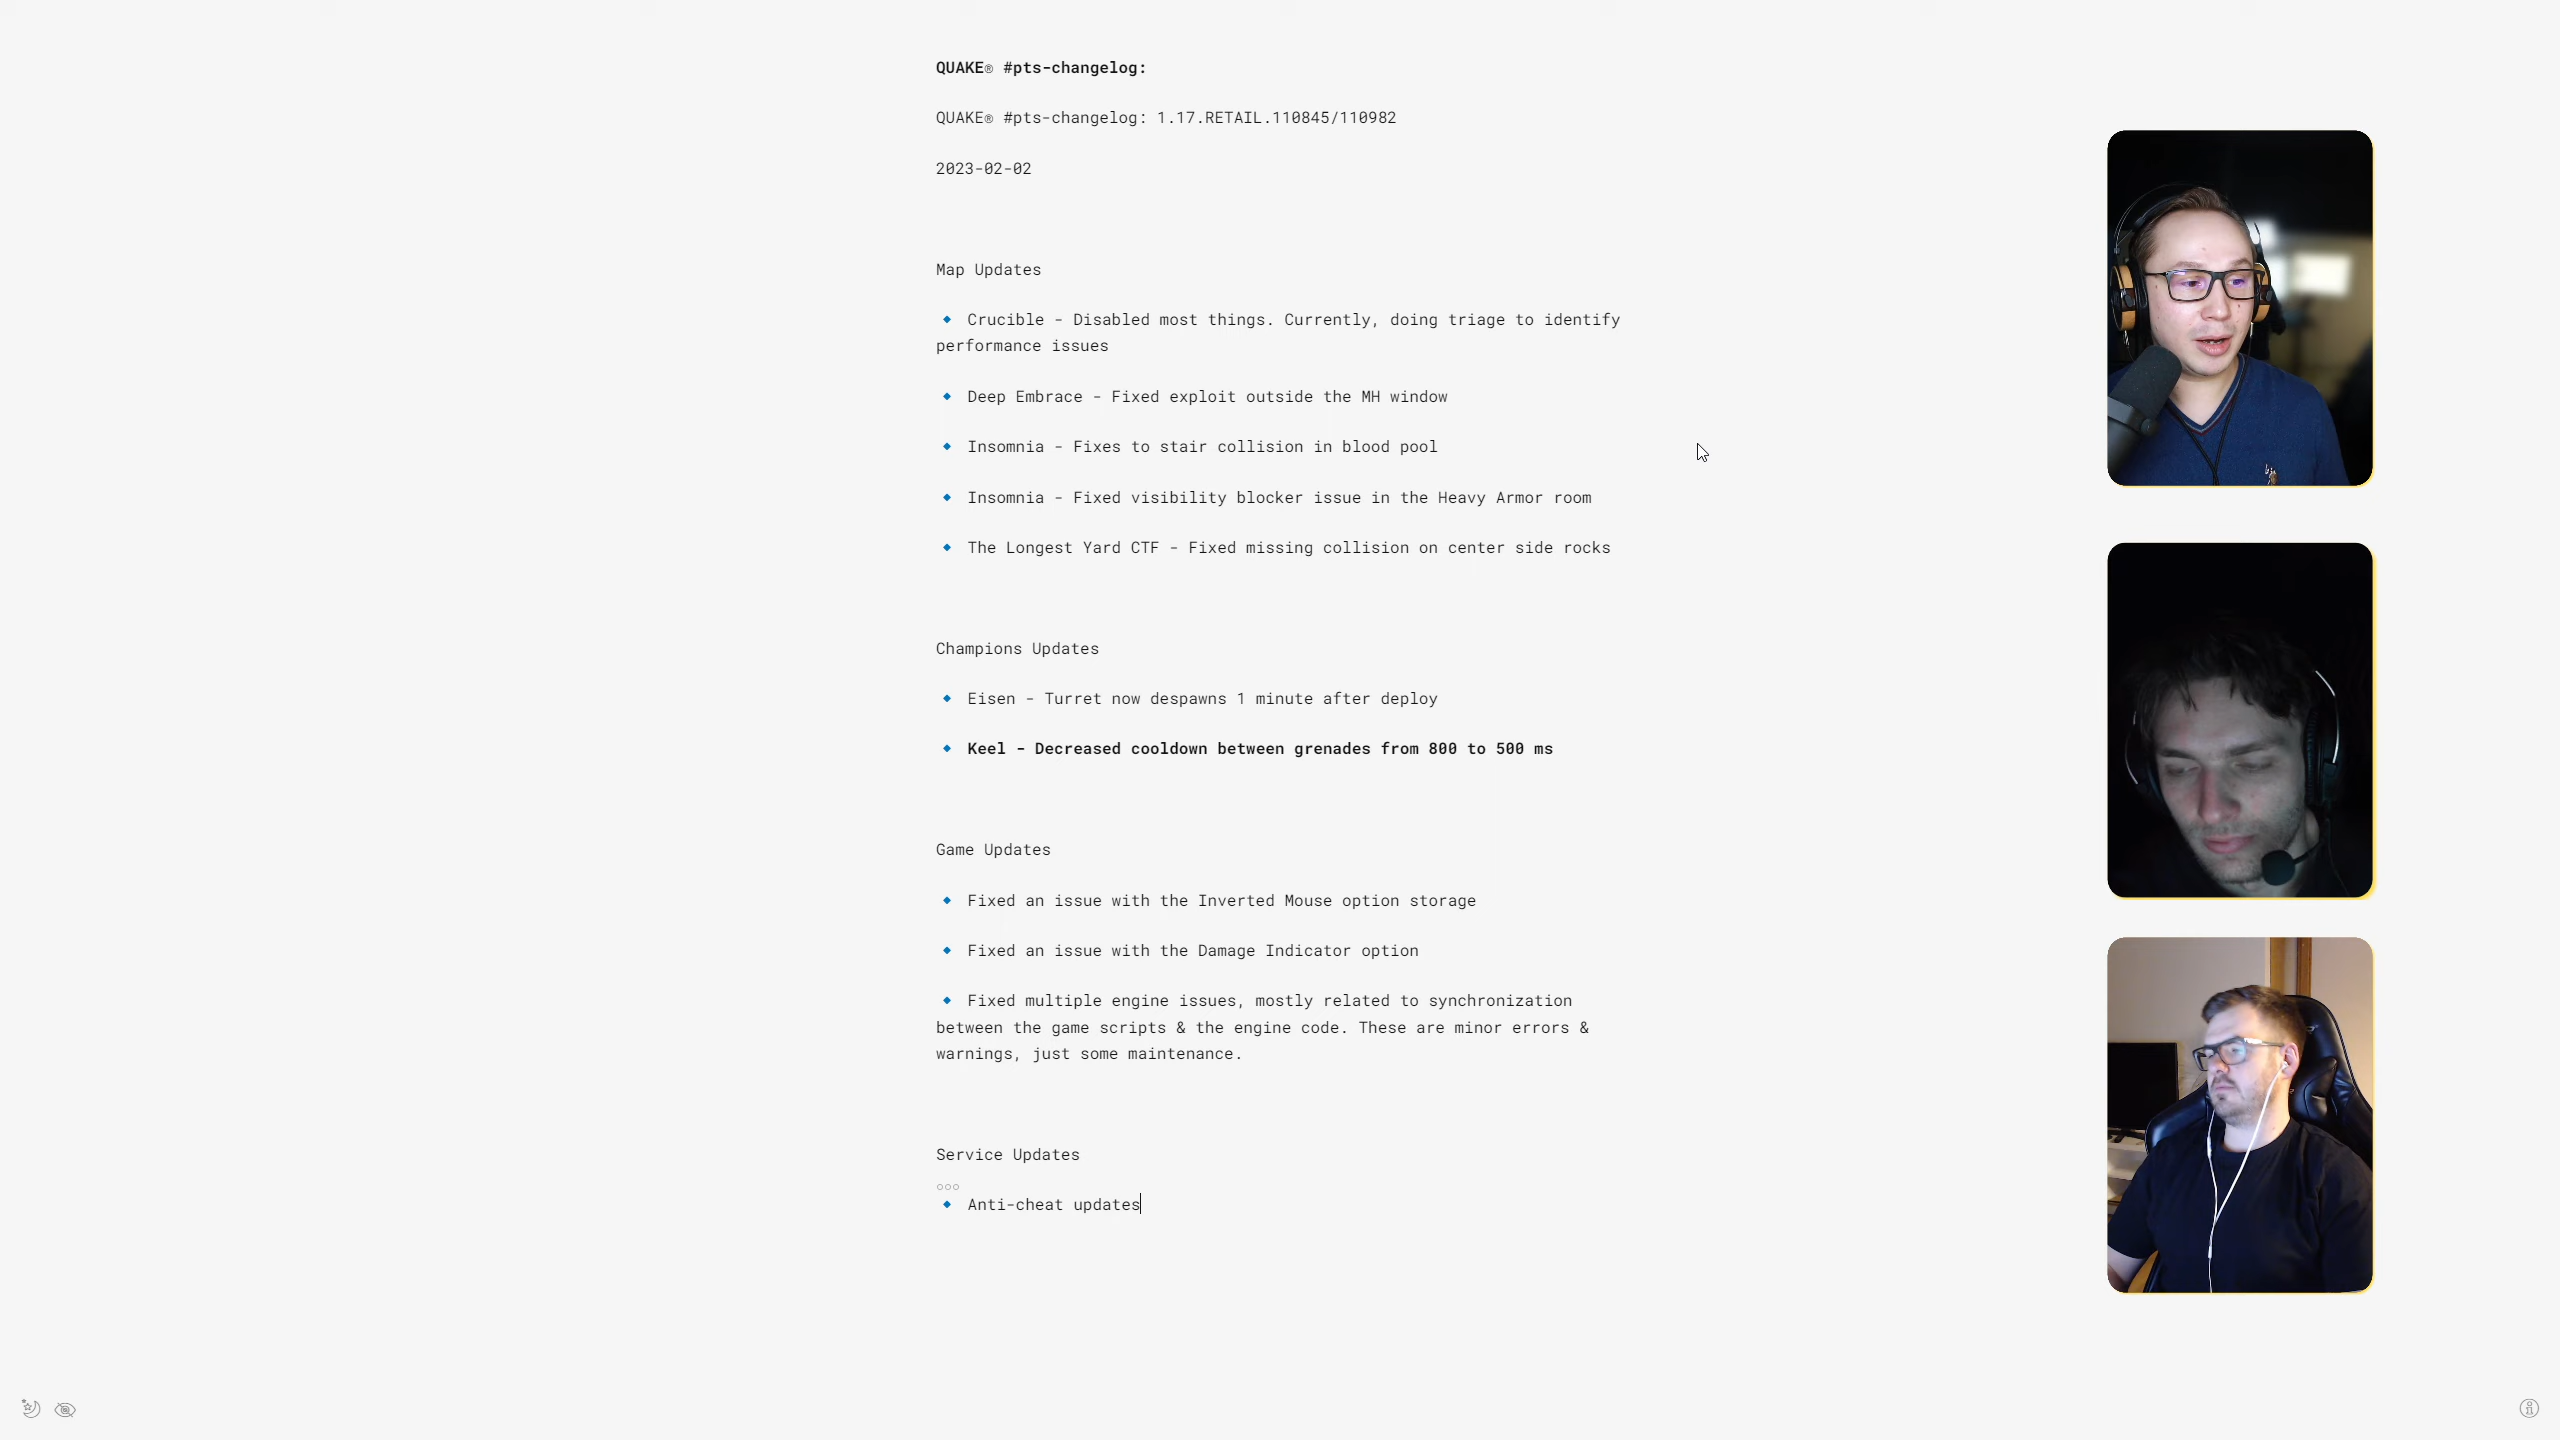 QUAKE® #pts-changelog:
QUAKE® #pts-changelog: 1.17.RETAIL.110845/110982
2023-02-02
Map Updates
🔹 Crucible - Disabled most things. Currently, doing triage to identify
performance issues
🔹 Deep Embrace - Fixed exploit outside the MH window
🔹 Insomnia - Fixes to stair collision in blood pool
🔹 Insomnia - Fixed visibility blocker issue in the Heavy Armor room
🔹 The Longest Yard CTF - Fixed missing collision on center side rocks
Champions Updates
🔹 Eisen - Turret now despawns 1 minute after deploy
🔹 Keel - Decreased cooldown between grenades from 800 to 500 ms
Game Updates
🔹 Fixed an issue with the Inverted Mouse option storage
🔹 Fixed an issue with the Damage Indicator option
🔹 Fixed multiple engine issues, mostly related to synchronization
between the game scripts & the engine code. These are minor errors &
warnings, just some maintenance.
Service Updates
🔹 Anti-cheat updates